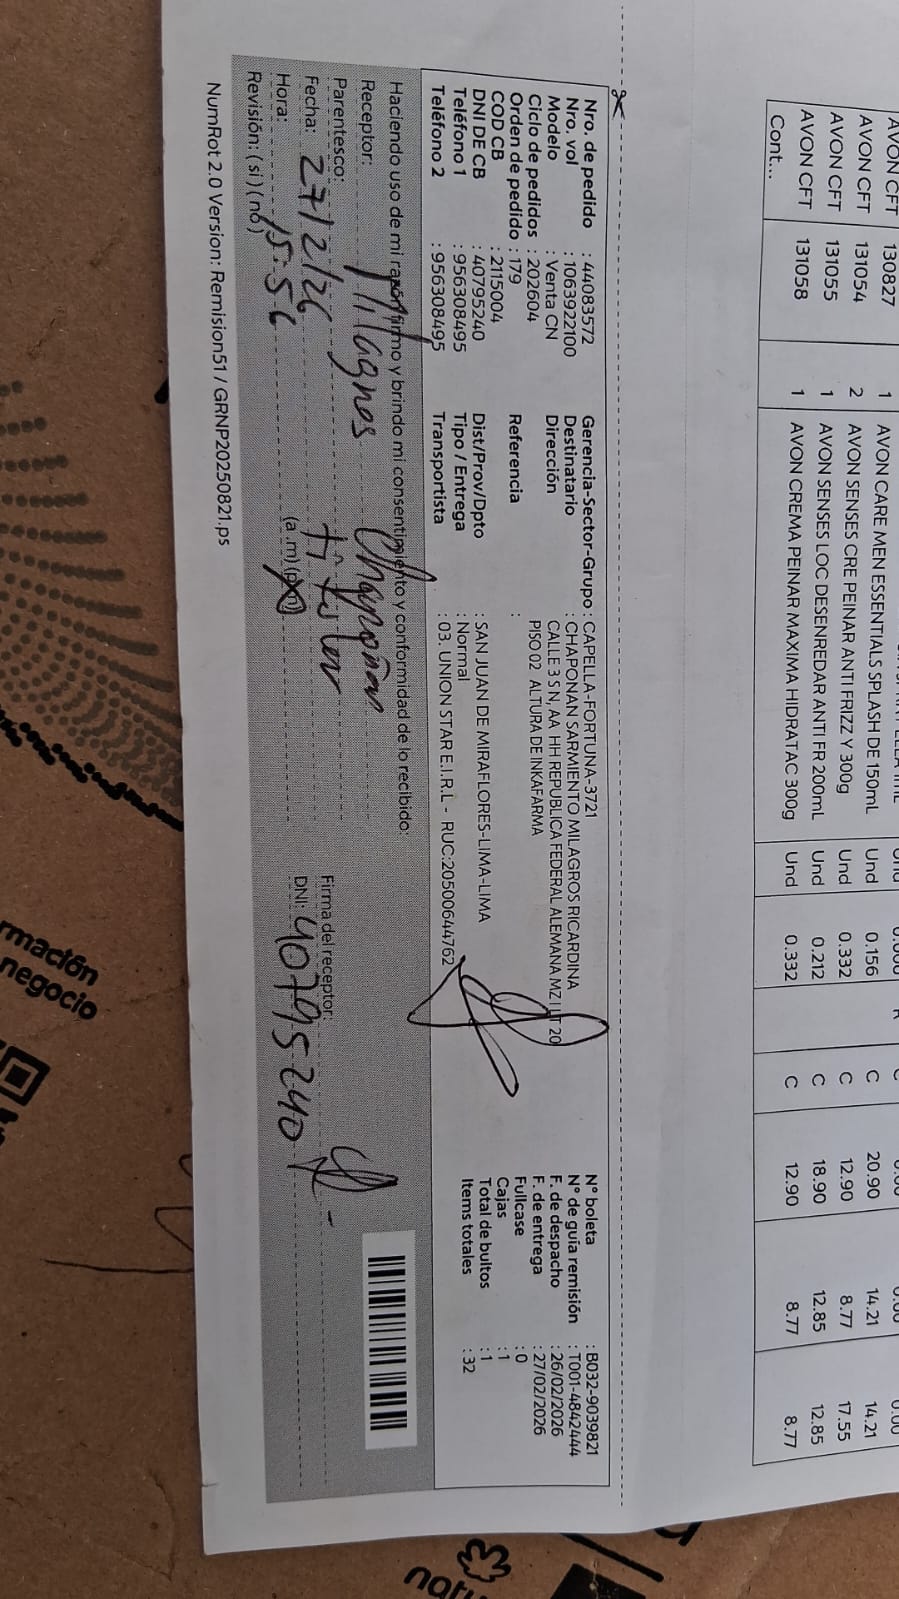 AVON CFT 130827 1 AVON CARE MEN ESSENTIALS SPLASH DE 150mL Und 0.156 C 20.90 14.21 14.21
AVON CFT 131054 2 AVON SENSES CRE PEINAR ANTI FRIZZ Y 300g Und 0.332 C 12.90 8.77 17.55
AVON CFT 131055 1 AVON SENSES LOC DESENREDAR ANTI FR 200mL Und 0.212 C 18.90 12.85 12.85
AVON CFT 131058 1 AVON CREMA PEINAR MAXIMA HIDRATAC 300g Und 0.332 C 12.90 8.77 8.77
Cont...
Nro. de pedido : 44083572 Gerencia-Sector-Grupo : CAPELLA-FORTUNA-3721 N° boleta : B032-9039821
Nro. vol : 1063922100 Destinatario : CHAPONAN SARMIENTO MILAGROS RICARDINA N° de guía remisión : T001-4842444
Modelo : Venta CN Dirección CALLE 3 S N, AA. HH REPUBLICA FEDERAL ALEMANA MZ I LT 20 F. de despacho : 26/02/2026
Ciclo de pedidos : 202604 PISO 02 ALTURA DE INKAFARMA F. de entrega : 27/02/2026
Orden de pedido : 179 Referencia : Fullcase : 0
COD CB : 2115004 Cajas : 1
DNI DE CB : 40795240 Dist/Prov/Dpto : SAN JUAN DE MIRAFLORES-LIMA-LIMA Total de bultos : 1
Teléfono 1 : 956308495 Tipo / Entrega : Normal Items totales : 32
Teléfono 2 : 956308495 Transportista : 03. UNION STAR E.I.R.L - RUC:20500644762
Haciendo uso de mi razón firmo y brindo mi consentimiento y conformidad de lo recibido:
Receptor: Milagros Chapoñan
Parentesco: titular Firma del receptor:
Fecha: 27/2/26 DNI: 40795240
Hora: 15:56 (a .m) (p.m)
Revisión: (si) (no)
NumRot 2.0 Version: Remision51 / GRNP20250821.ps
rmación
negocio
natu